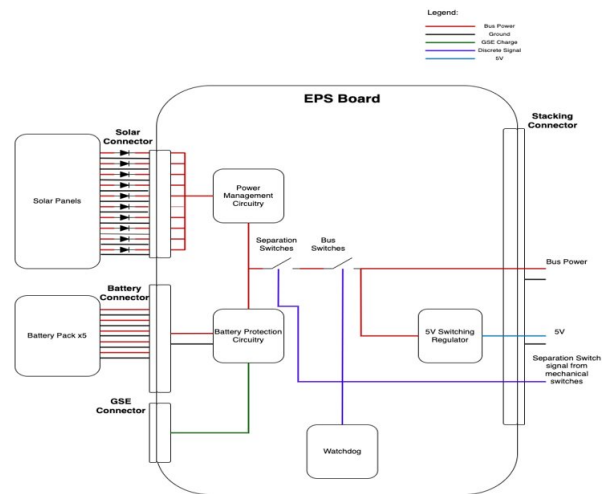 Legend:
Bus Power
Ground
GSE Charge
Discrete Signal
5V
EPS Board
Stacking
Connector
Solar
Connector
Solar Panels
Power
Management
Circuitry
Separation
Switches
Bus
Switches
Bus Power
Battery
Connector
Battery Pack x5
Battery Protection
Circuitry
5V Switching
Regulator
5V
Separation Switch
signal from
mechanical
switches
GSE
Connector
Watchdog